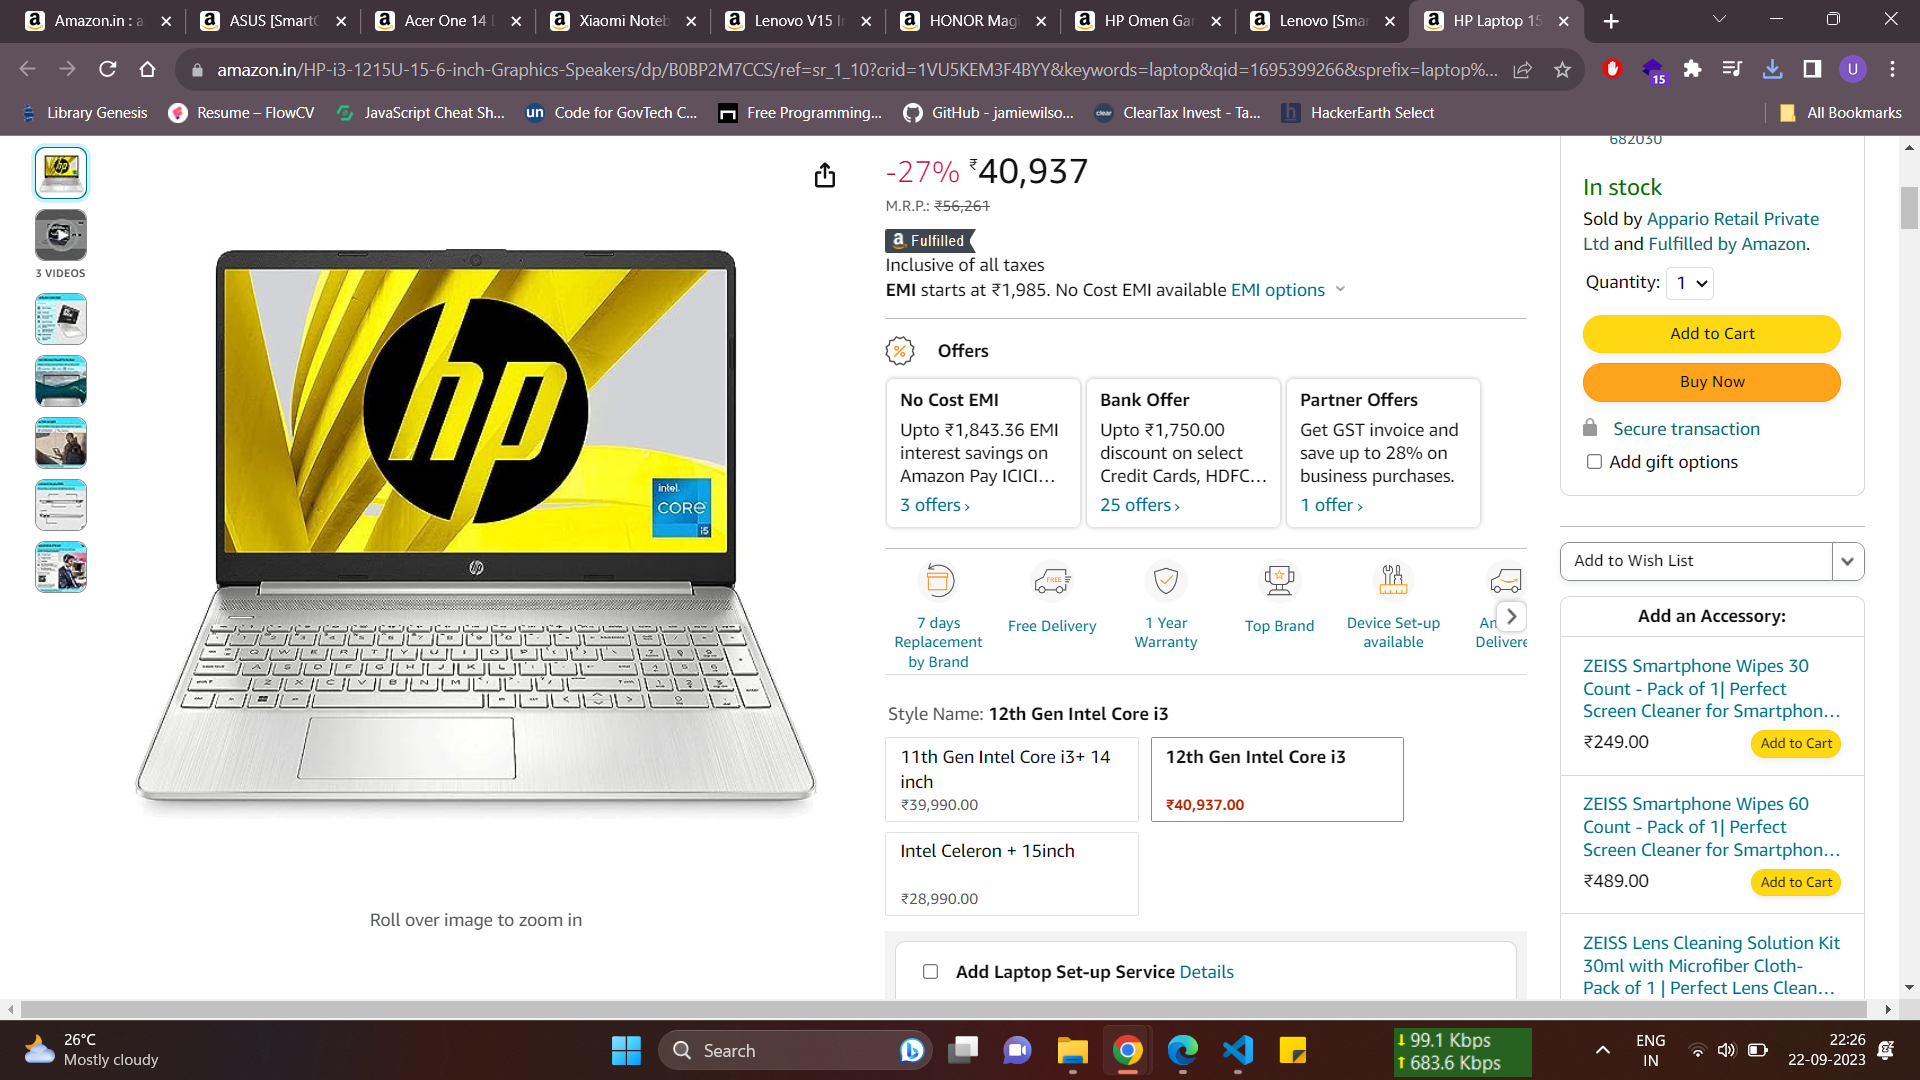 Amazon.in : a
ASUS [Smart
Acer One 14
Xiaomi Noteb
Lenovo V15 I
HONOR Magi
HP Omen Ga
Lenovo [Smar
HP Laptop 15
amazon.in/HP-i3-1215U-15-6-inch-Graphics-Speakers/dp/B0BP2M7CCS/ref=sr_1_10?crid=1VU5KEM3F4BYY&keywords=laptop&qid=1695399266&sprefix=laptop%...
15
U
Library Genesis
Resume – FlowCV
JavaScript Cheat Sh...
un
Code for GovTech C...
Free Programming...
GitHub - jamiewilso...
clear
ClearTax Invest - Ta...
h
HackerEarth Select
All Bookmarks
3 VIDEOS
hp
intel.
CORE
i5
hp
Roll over image to zoom in
-27% ₹40,937
M.R.P.: ₹56,261
a Fulfilled
Inclusive of all taxes
EMI starts at ₹1,985. No Cost EMI available EMI options
% Offers
No Cost EMI
Upto ₹1,843.36 EMI
interest savings on
Amazon Pay ICICI...
3 offers ›
Bank Offer
Upto ₹1,750.00
discount on select
Credit Cards, HDFC...
25 offers ›
Partner Offers
Get GST invoice and
save up to 28% on
business purchases.
1 offer ›
7 days
Replacement
by Brand
FREE
Free Delivery
1 Year
Warranty
Top Brand
Device Set-up
available
Delivere
Style Name: 12th Gen Intel Core i3
11th Gen Intel Core i3+ 14
inch
₹39,990.00
12th Gen Intel Core i3
₹40,937.00
Intel Celeron + 15inch
₹28,990.00
Add Laptop Set-up Service Details
682030
In stock
Sold by Appario Retail Private
Ltd and Fulfilled by Amazon.
Quantity: 1
Add to Cart
Buy Now
Secure transaction
Add gift options
Add to Wish List
Add an Accessory:
ZEISS Smartphone Wipes 30
Count - Pack of 1| Perfect
Screen Cleaner for Smartphon...
₹249.00
Add to Cart
ZEISS Smartphone Wipes 60
Count - Pack of 1| Perfect
Screen Cleaner for Smartphon...
₹489.00
Add to Cart
ZEISS Lens Cleaning Solution Kit
30ml with Microfiber Cloth-
Pack of 1 | Perfect Lens Clean...
26°C
Mostly cloudy
Search
99.1 Kbps
683.6 Kbps
ENG
IN
22:26
22-09-2023